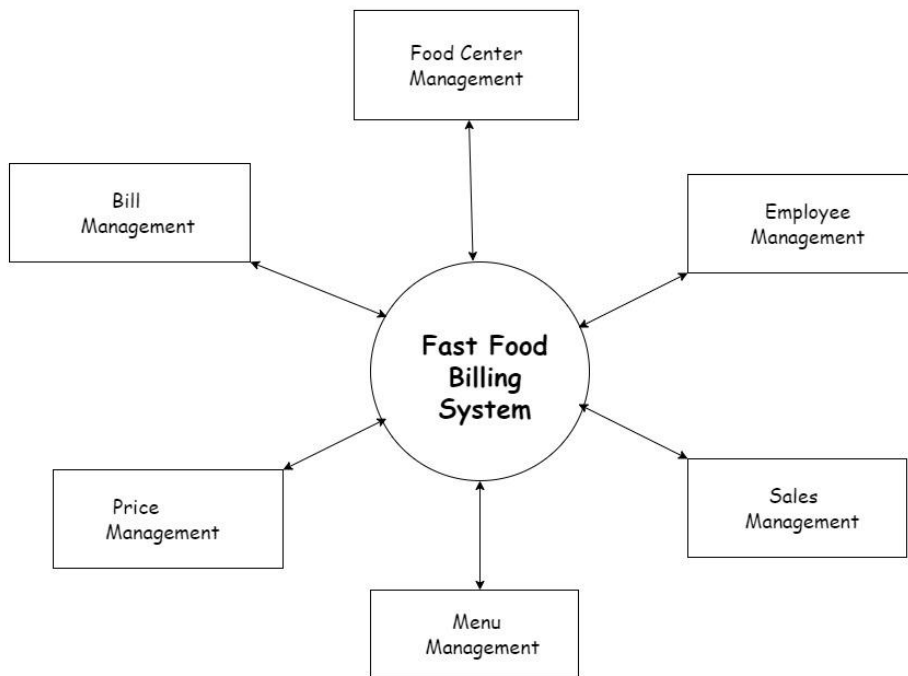 Food Center
Management
Bill
Management
Employee
Management
Fast Food
Billing
System
Price
Management
Sales
Management
Menu
Management